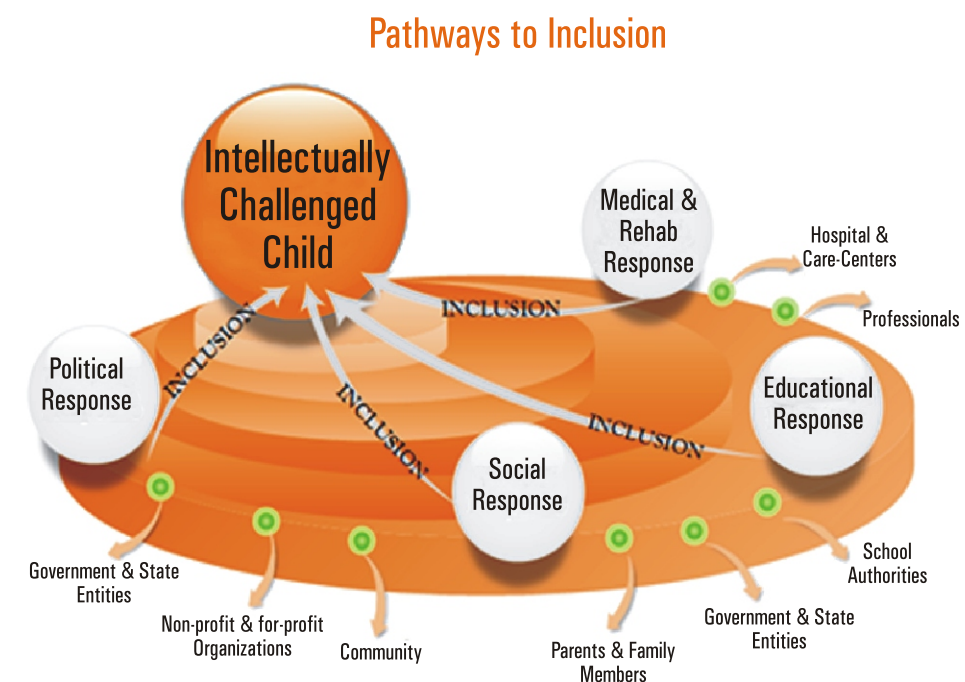 Pathways to Inclusion
Intellectually
Challenged
Child
Medical &
Rehab
Response
Hospital &
Care-Centers
Professionals
INCLUSION
INCLUSION
Political
Response
Educational
Response
INCLUSION
INCLUSION
Social
Response
School
Authorities
Government & State
Entities
Non-profit & for-profit
Organizations
Community
Parents & Family
Members
Government & State
Entities